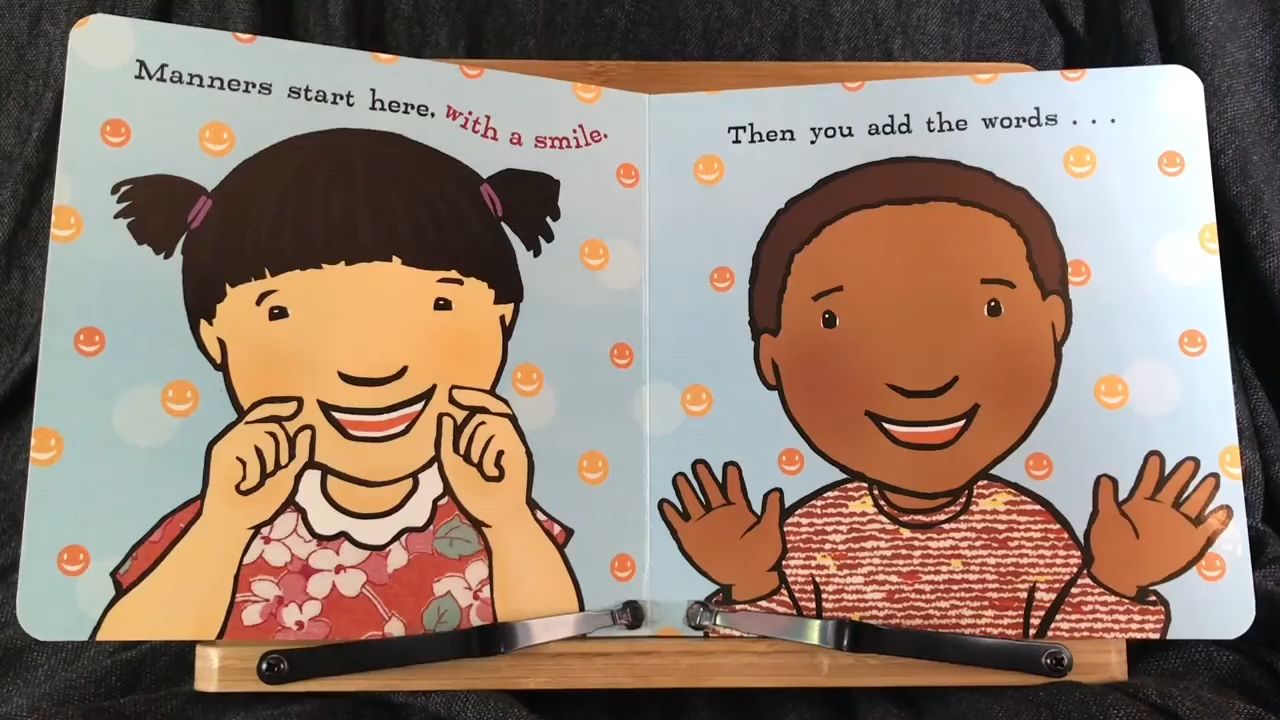 Manners start here, with a smile.
Then you add the words . . .